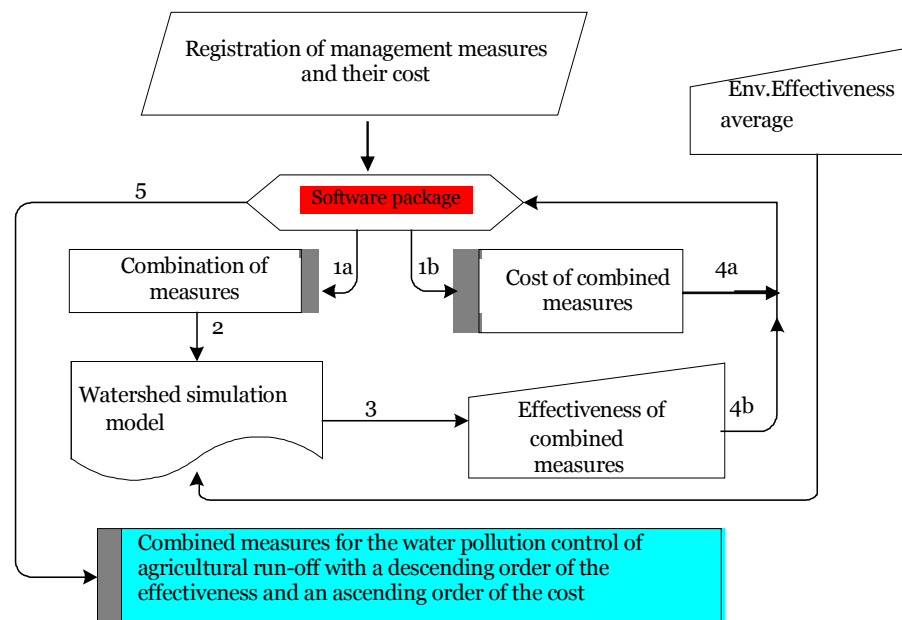 Registration of management measures
and their cost
Env.Effectiveness
average
5
Software package
1a
1b
Combination of
measures
Cost of combined
measures
4a
2
Watershed simulation
model
3
Effectiveness of
combined
measures
4b
Combined measures for the water pollution control of
agricultural run-off with a descending order of the
effectiveness and an ascending order of the cost